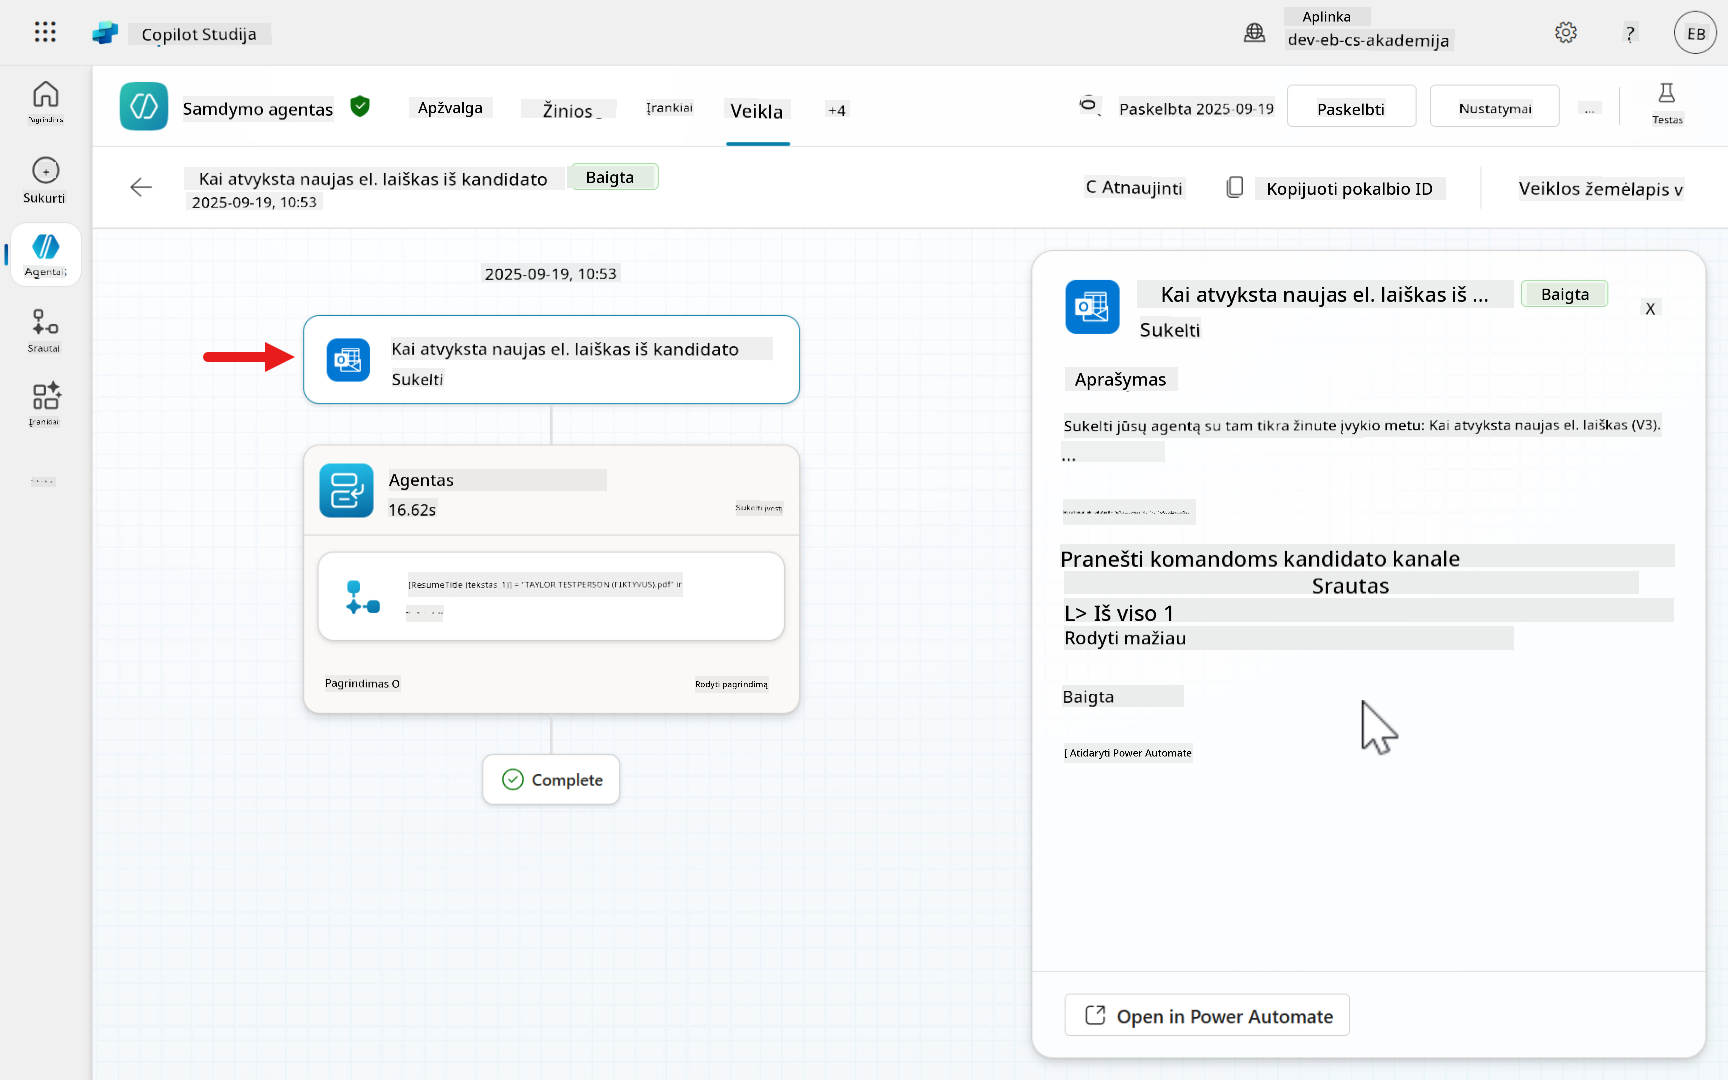 Copilot Studija
Aplinka
dev-eb-cs-akademija
?
EB
Pagrindinis
Sukurti
Agentai
Srautai
Įrankiai
Samdymo agentas
Apžvalga
Žinios
Įrankiai
Veikla
+4
Paskelbta 2025-09-19
Paskelbti
Nustatymai
...
Testas
Kai atvyksta naujas el. laiškas iš kandidato
Baigta
2025-09-19, 10:53
C Atnaujinti
Kopijuoti pokalbio ID
Veiklos žemėlapis v
2025-09-19, 10:53
Kai atvyksta naujas el. laiškas iš kandidato
Sukelti
Agentas
16.62s
Sukelti įvestį
[ResumeTitle (tekstas_1)] = "TAYLOR TESTPERSON (FIKTYVUS).pdf" ir
Pagrindimas O
Rodyti pagrindimą
Complete
Kai atvyksta naujas el. laiškas iš ...
Baigta
X
Sukelti
Aprašymas
Sukelti jūsų agentą su tam tikra žinute įvykio metu: Kai atvyksta naujas el. laiškas (V3).
...
Pranešti komandoms kandidato kanale
Srautas
L> Iš viso 1
Rodyti mažiau
Baigta
[ Atidaryti Power Automate
Open in Power Automate